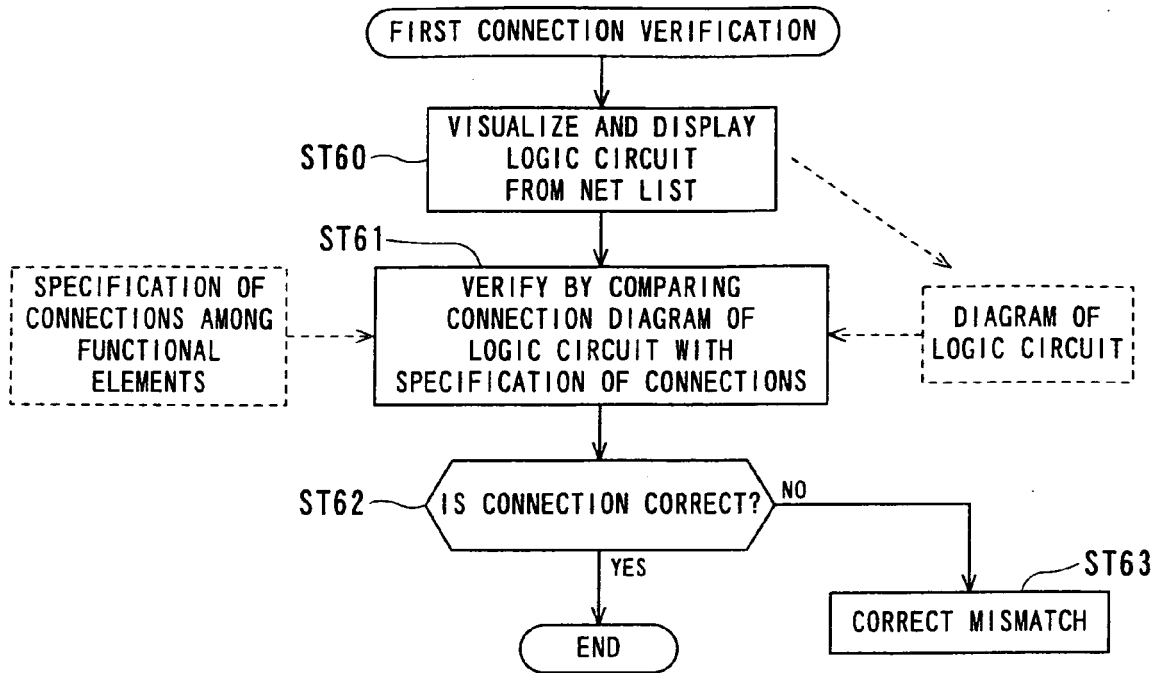 FIRST CONNECTION VERIFICATION
ST60
VISUALIZE AND DISPLAY
LOGIC CIRCUIT
FROM NET LIST
ST61
SPECIFICATION OF
CONNECTIONS AMONG
FUNCTIONAL
ELEMENTS
VERIFY BY COMPARING
CONNECTION DIAGRAM OF
LOGIC CIRCUIT WITH
SPECIFICATION OF CONNECTIONS
DIAGRAM OF
LOGIC CIRCUIT
ST62
IS CONNECTION CORRECT?
NO
YES
ST63
CORRECT MISMATCH
END